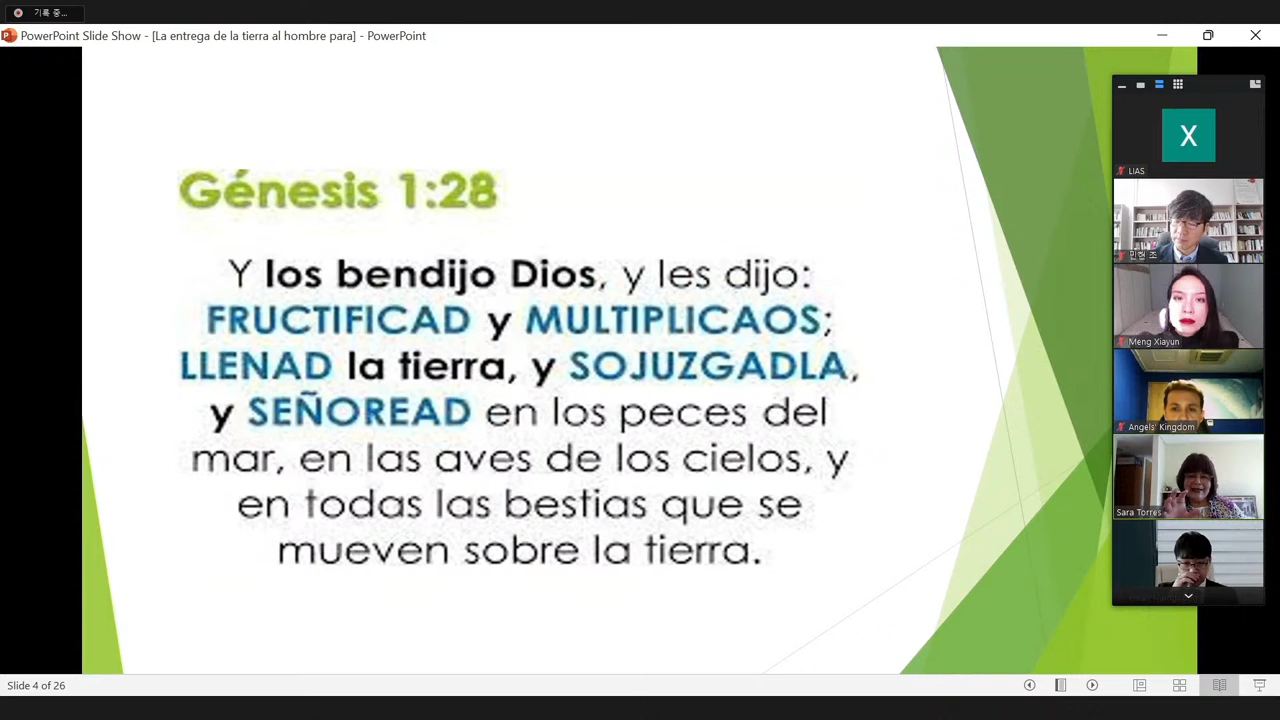 기록 중...
PowerPoint Slide Show - [La entrega de la tierra al hombre para] - PowerPoint
Génesis 1:28
Y los bendijo Dios, y les dijo:
FRUCTIFICAD y MULTIPLICAOS;
LLENAD la tierra, y SOJUZGADLA,
y SEÑOREAD en los peces del
mar, en las aves de los cielos, y
en todas las bestias que se
mueven sobre la tierra.
X
LIAS
민현 조
Meng Xiayun
Angels' Kingdom
Sara Torres
Slide 4 of 26